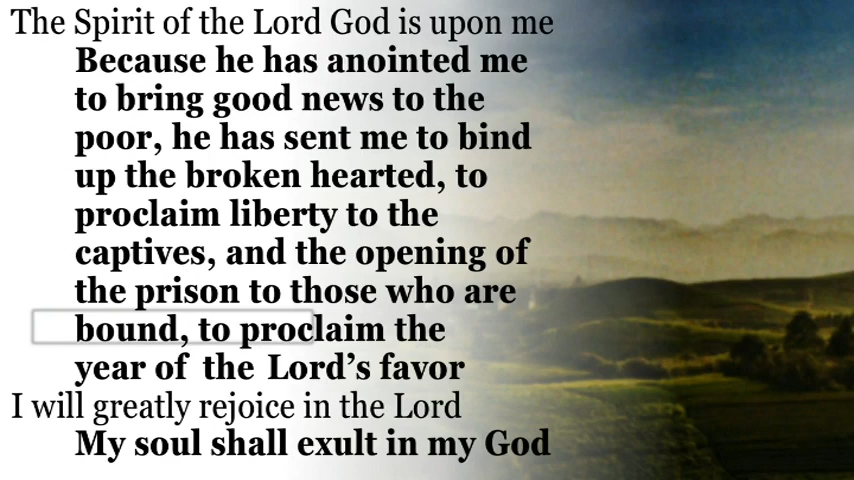 The Spirit of the Lord God is upon me
Because he has anointed me
to bring good news to the
poor, he has sent me to bind
up the broken hearted, to
proclaim liberty to the
captives, and the opening of
the prison to those who are
bound, to proclaim the
year of the Lord’s favor
I will greatly rejoice in the Lord
My soul shall exult in my God